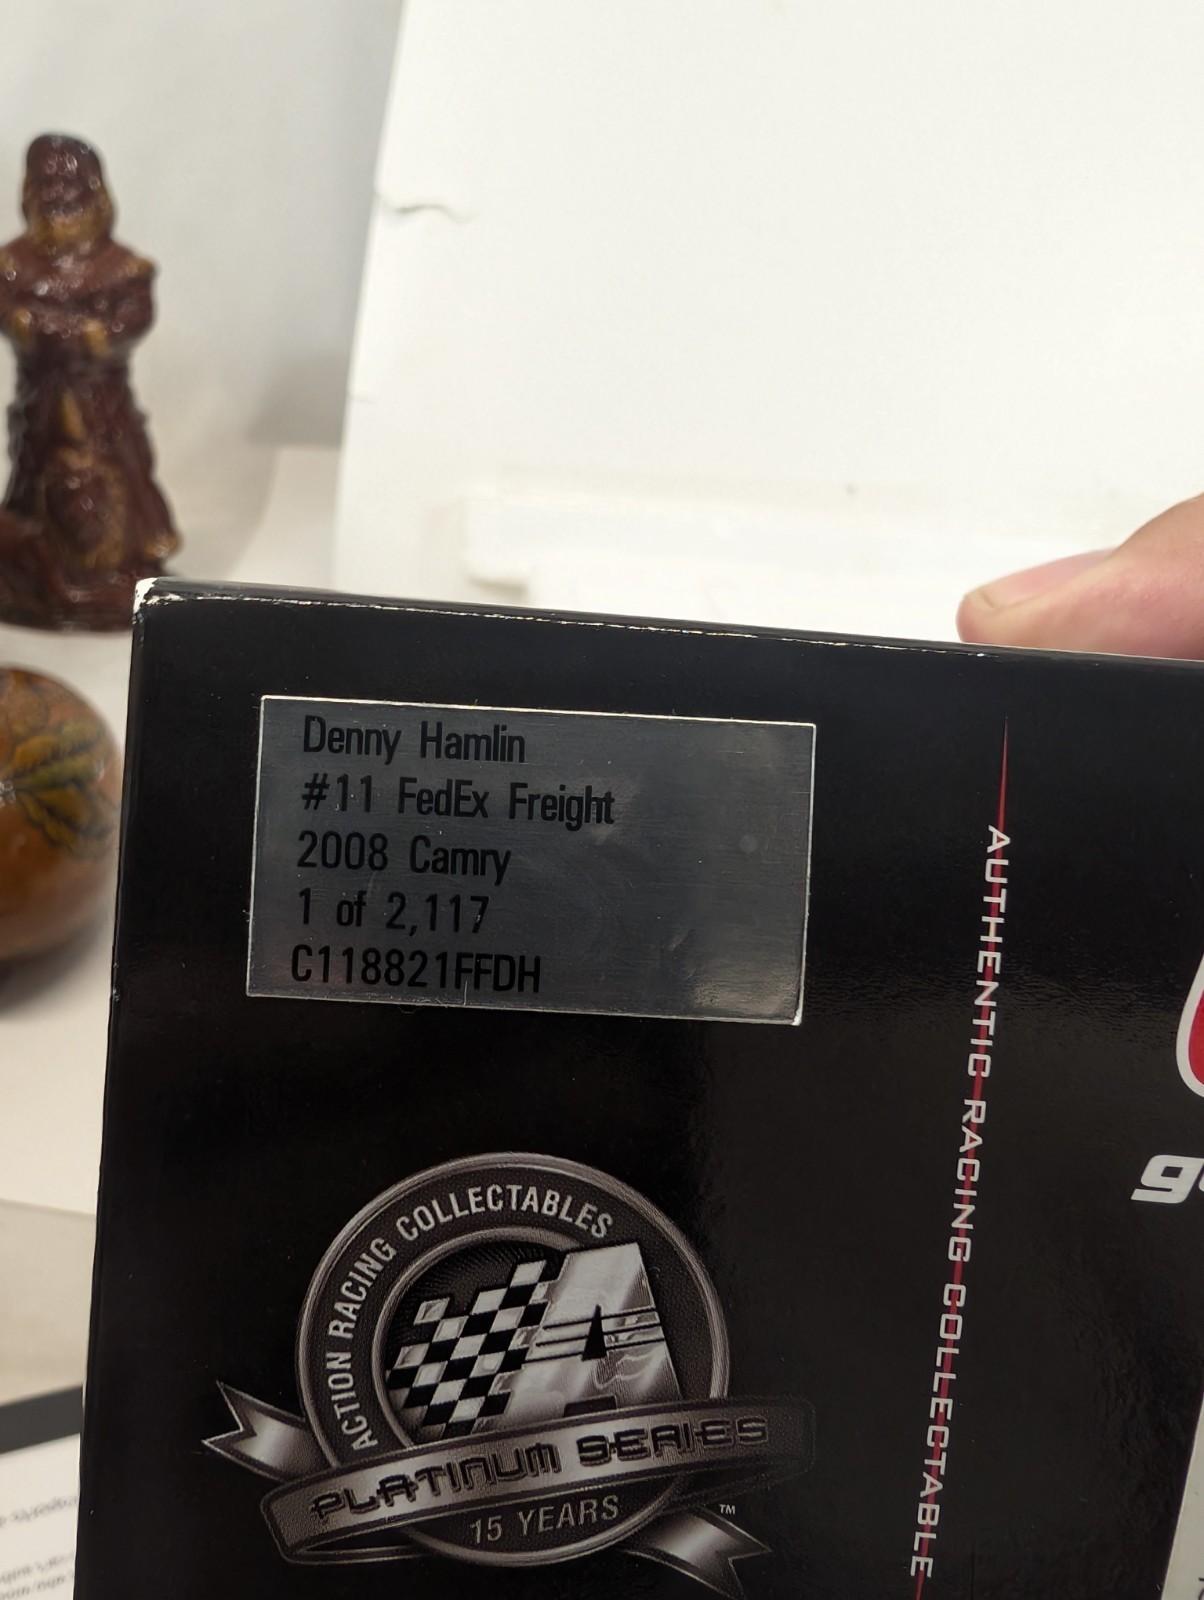 Denny Hamlin
#11 FedEx Freight
2008 Camry
1 of 2,117
C118821FFDH
AUTHENTIC RACING COLLECTABLE
ACTION RACING COLLECTABLES
A
PLATINUM SERIES
15 YEARS
TM